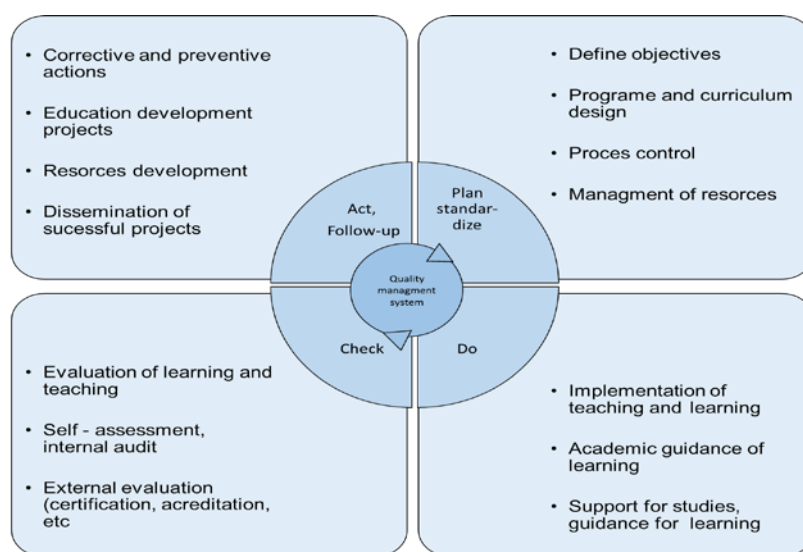 • Corrective and preventive
actions
• Education development
projects
• Resorces development
• Dissemination of
sucessful projects
• Define objectives
• Programe and curriculum
design
• Proces control
• Managment of resorces
Act,
Follow-up
Plan
standar-
dize
Quality
managment
system
Check
Do
• Evaluation of learning and
teaching
• Self - assessment,
internal audit
• External evaluation
(certification, acreditation,
etc
• Implementation of
teaching and learning
• Academic guidance of
learning
• Support for studies,
guidance for learning